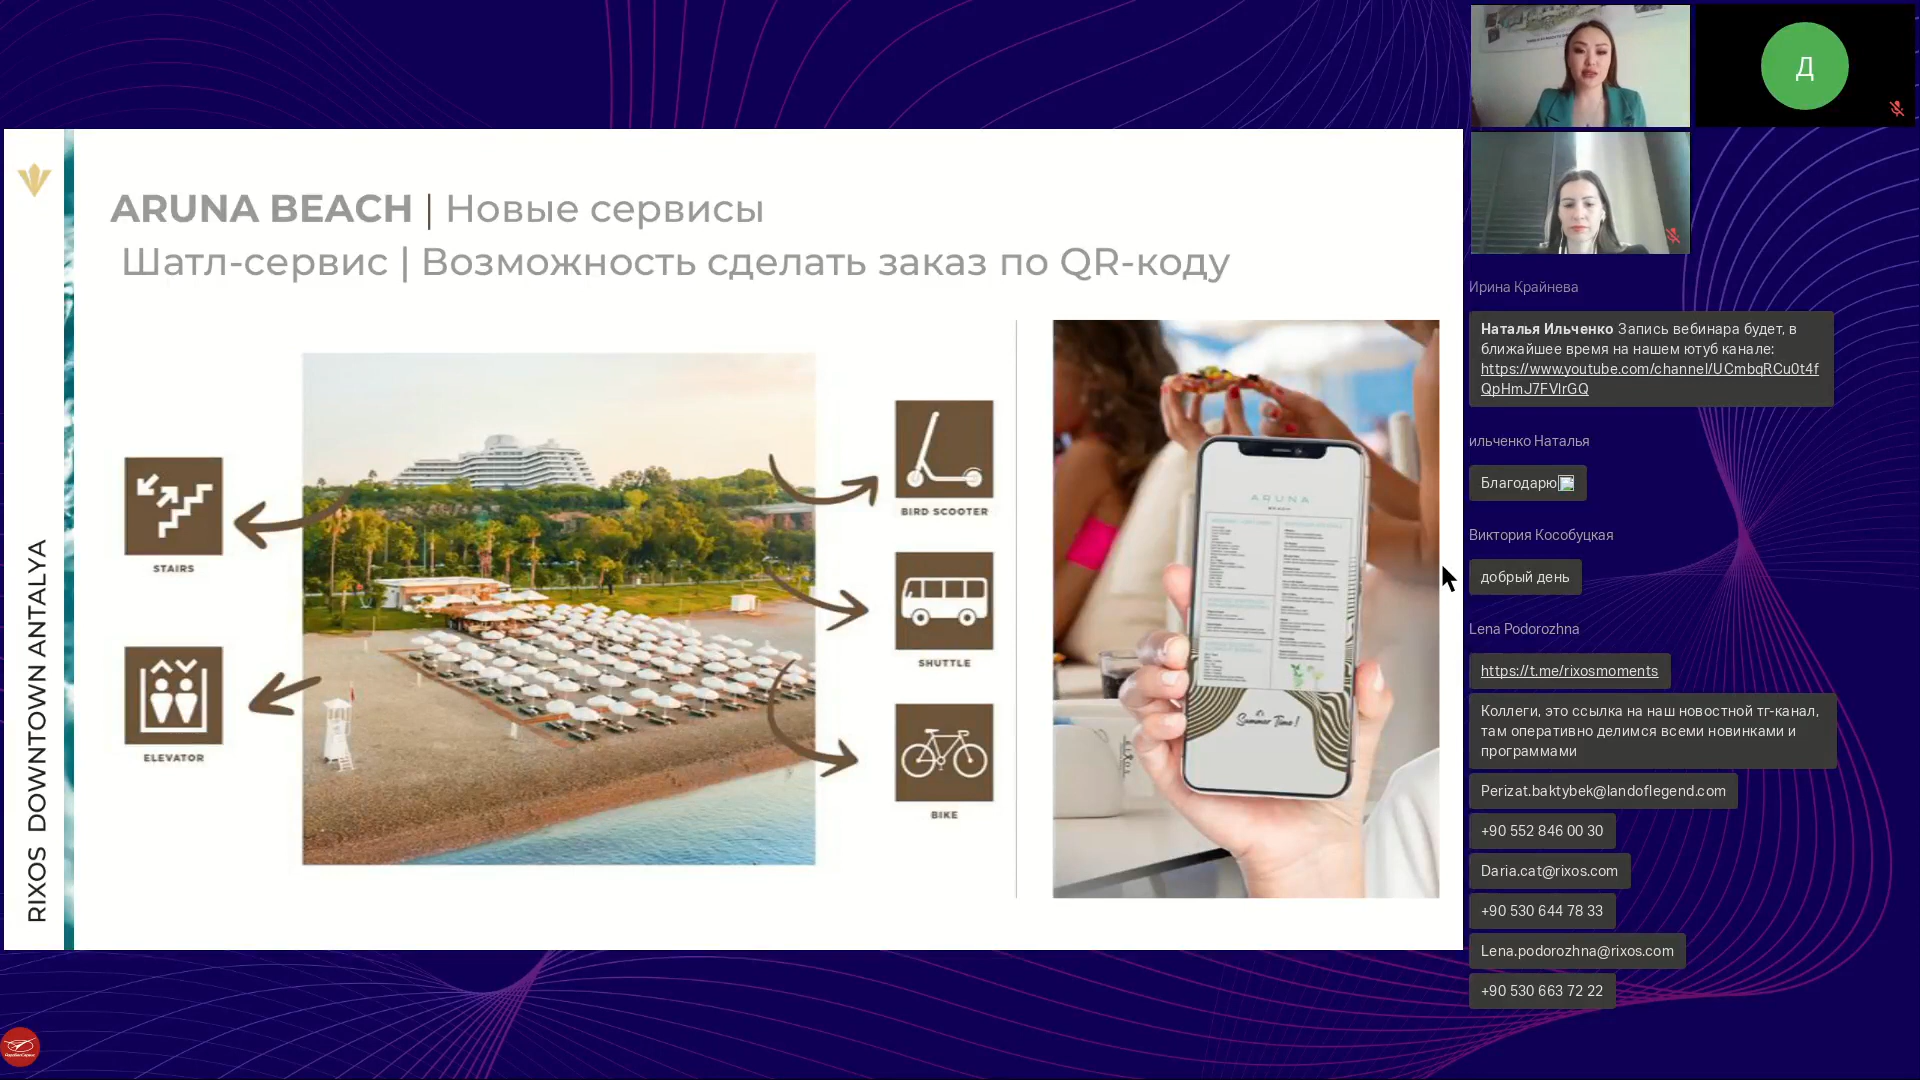 ARUNA BEACH | Новые сервисы
Шатл-сервис | Возможность сделать заказ по QR-коду
RIXOS DOWNTOWN ANTALYA
STAIRS
ELEVATOR
BIRD SCOOTER
SHUTTLE
BIKE
ARUNA
It's
Summer Time!
Д
Ирина Крайнева
Наталья Ильченко Запись вебинара будет, в
ближайшее время на нашем ютуб канале:
https://www.youtube.com/channel/UCmbqRCu0t4f
QpHmJ7FVlrGQ
ильченко Наталья
Благодарю
Виктория Кособуцкая
добрый день
Lena Podorozhna
https://t.me/rixosmoments
Коллеги, это ссылка на наш новостной тг-канал,
там оперативно делимся всеми новинками и
программами
Perizat.baktybek@landoflegend.com
+90 552 846 00 30
Daria.cat@rixos.com
+90 530 644 78 33
Lena.podorozhna@rixos.com
+90 530 663 72 22